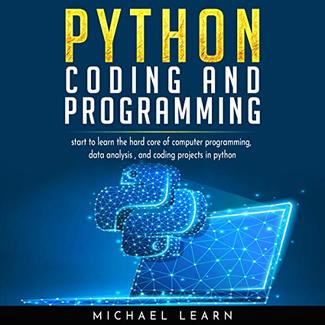 PYTHON
CODING AND
PROGRAMMING
start to learn the hard core of computer programming,
data analysis , and coding projects in python
MICHAEL LEARN